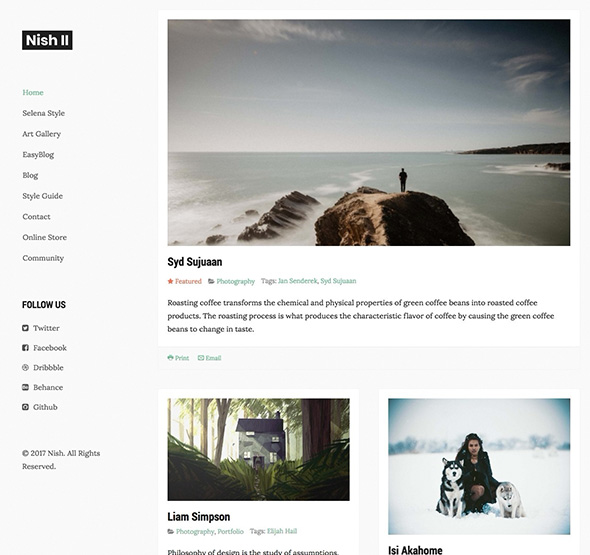 Nish II
Home
Selena Style
Art Gallery
EasyBlog
Blog
Style Guide
Contact
Online Store
Community
FOLLOW US
Twitter
Facebook
Dribbble
Behance
Github
© 2017 Nish. All Rights
Reserved.
Syd Sujuaan
Featured Photography Tags: Jan Senderek, Syd Sujuaan
Roasting coffee transforms the chemical and physical properties of green coffee beans into roasted coffee
products. The roasting process is what produces the characteristic flavor of coffee by causing the green coffee
beans to change in taste.
Print Email
Liam Simpson
Photography, Portfolio Tags: Elijah Hail
Philosophy of design is the study of assumptions,
Isi Akahome